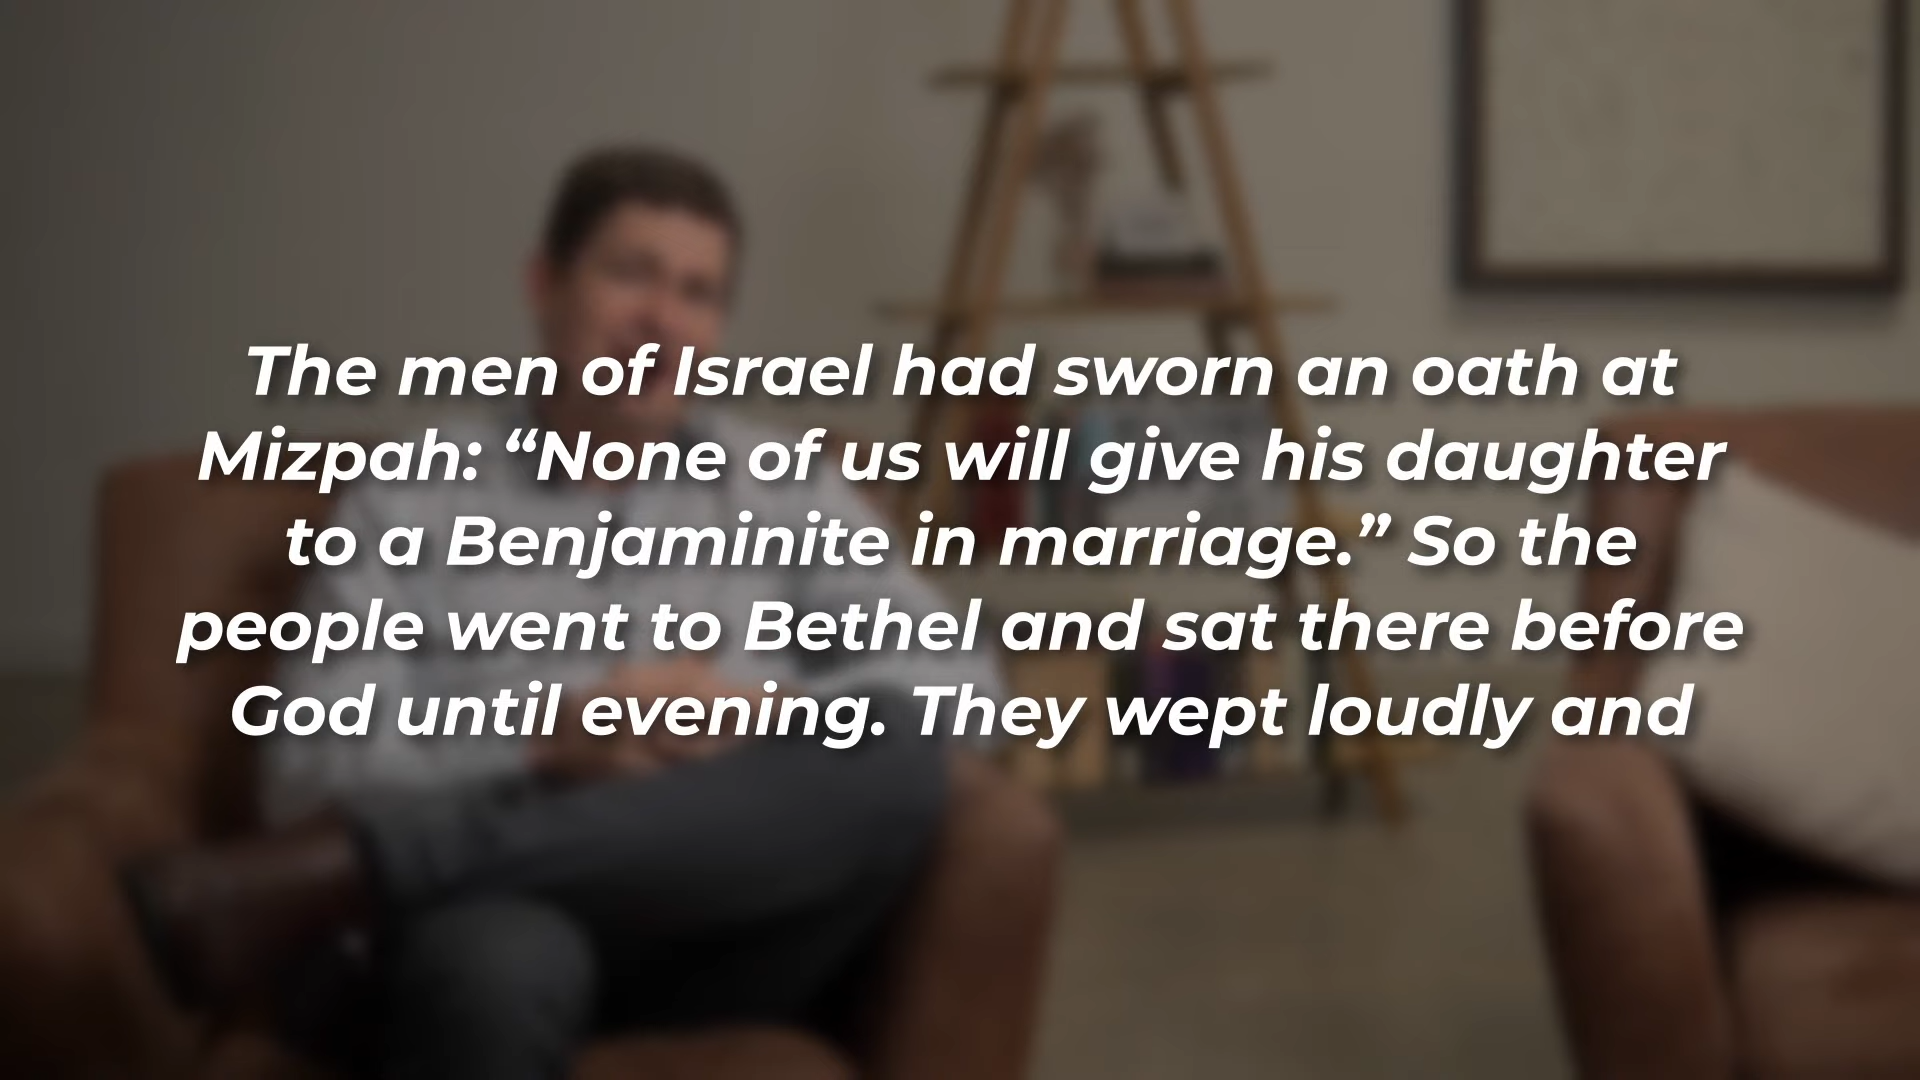 The men of Israel had sworn an oath at
Mizpah: “None of us will give his daughter
to a Benjaminite in marriage.” So the
people went to Bethel and sat there before
God until evening. They wept loudly and